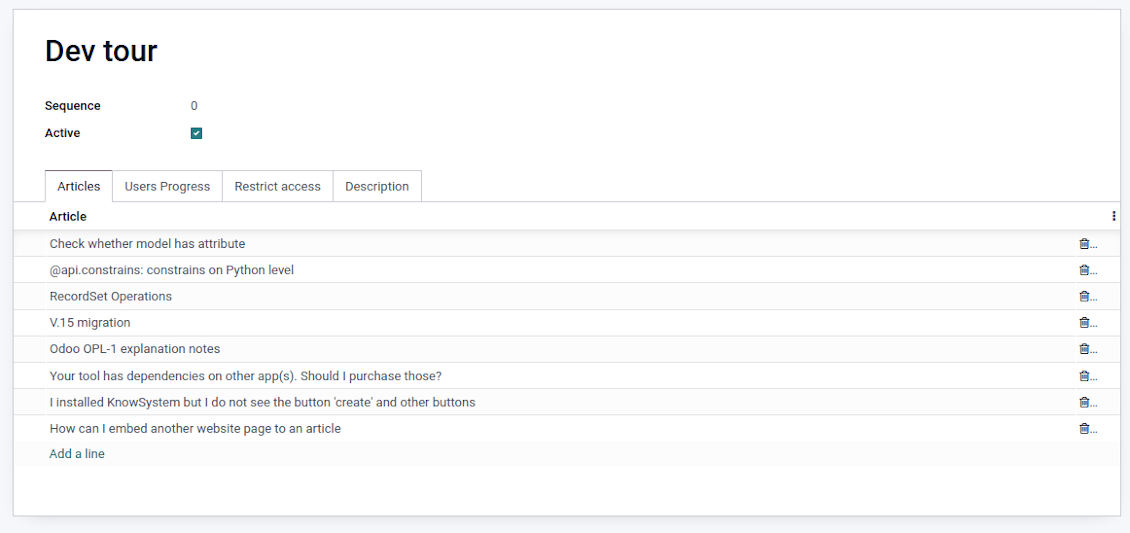 Dev tour
Sequence 0
Active
Articles Users Progress Restrict access Description
Article
Check whether model has attribute
...
@api.constrains: constrains on Python level
...
RecordSet Operations
...
V.15 migration
...
Odoo OPL-1 explanation notes
...
Your tool has dependencies on other app(s). Should I purchase those?
...
I installed KnowSystem but I do not see the button 'create' and other buttons
...
How can I embed another website page to an article
...
Add a line